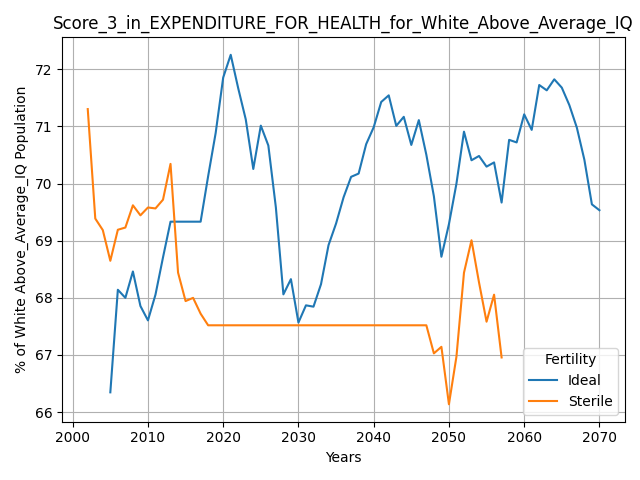 Score_3_in_EXPENDITURE_FOR_HEALTH_for_White_Above_Average_IQ
% of White Above_Average_IQ Population
72
71
70
69
68
67
66
2000 2010 2020 2030 2040 2050 2060 2070
Years
Fertility
Ideal
Sterile